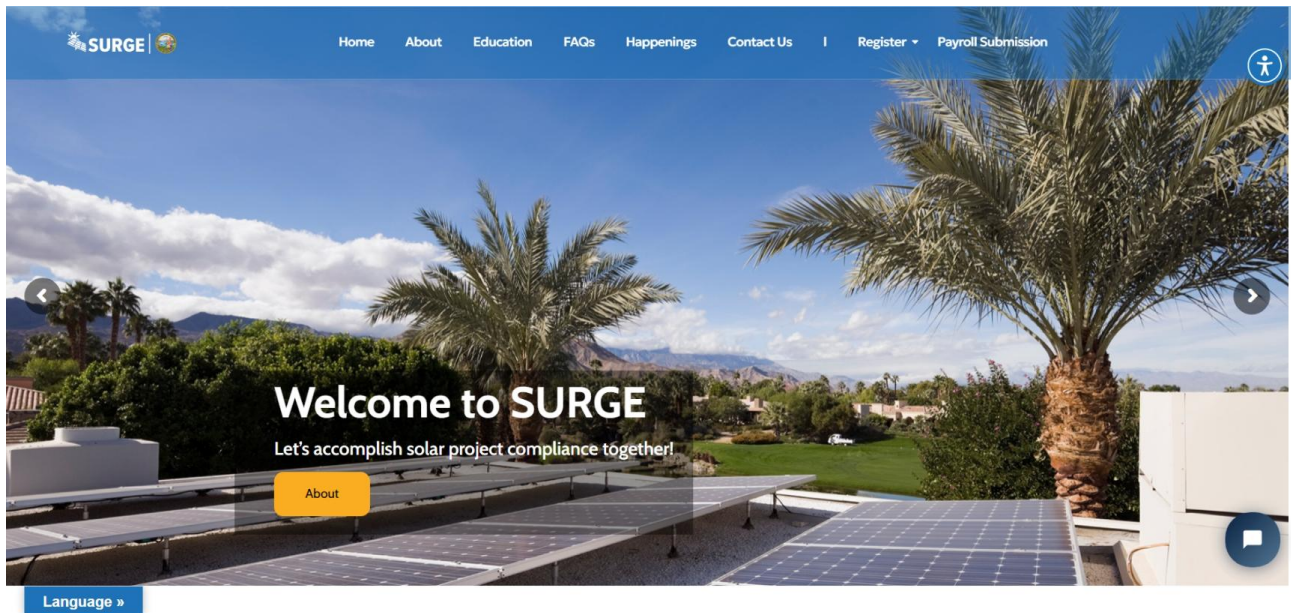 SURGE
Home About Education FAQs Happenings Contact Us | Register Payroll Submission
Welcome to SURGE
Let's accomplish solar project compliance together!
About
Language »